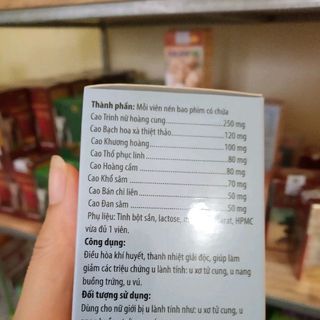 Thành phần: Mỗi viên nén bao phim có chứa
Cao Trinh nữ hoàng cung 250 mg
Cao Bạch hoa xà thiệt thảo 120 mg
Cao Khương hoàng 100 mg
Cao Thổ phục linh 80 mg
Cao Hoàng cầm 80 mg
Cao Khổ sâm 70 mg
Cao Bán chi liên 50 mg
Cao Đan sâm 50 mg
Phụ liệu: Tinh bột sắn, lactose, HPMC
vừa đủ 1 viên.
Công dụng:
Điều hòa khí huyết, thanh nhiệt giải độc, giúp làm
giảm các triệu chứng u lành tính: u xơ tử cung, u nang
buồng trứng, u vú.
Đối tượng sử dụng:
Dùng cho nữ giới bị u lành tính như: u xơ tử cung, u